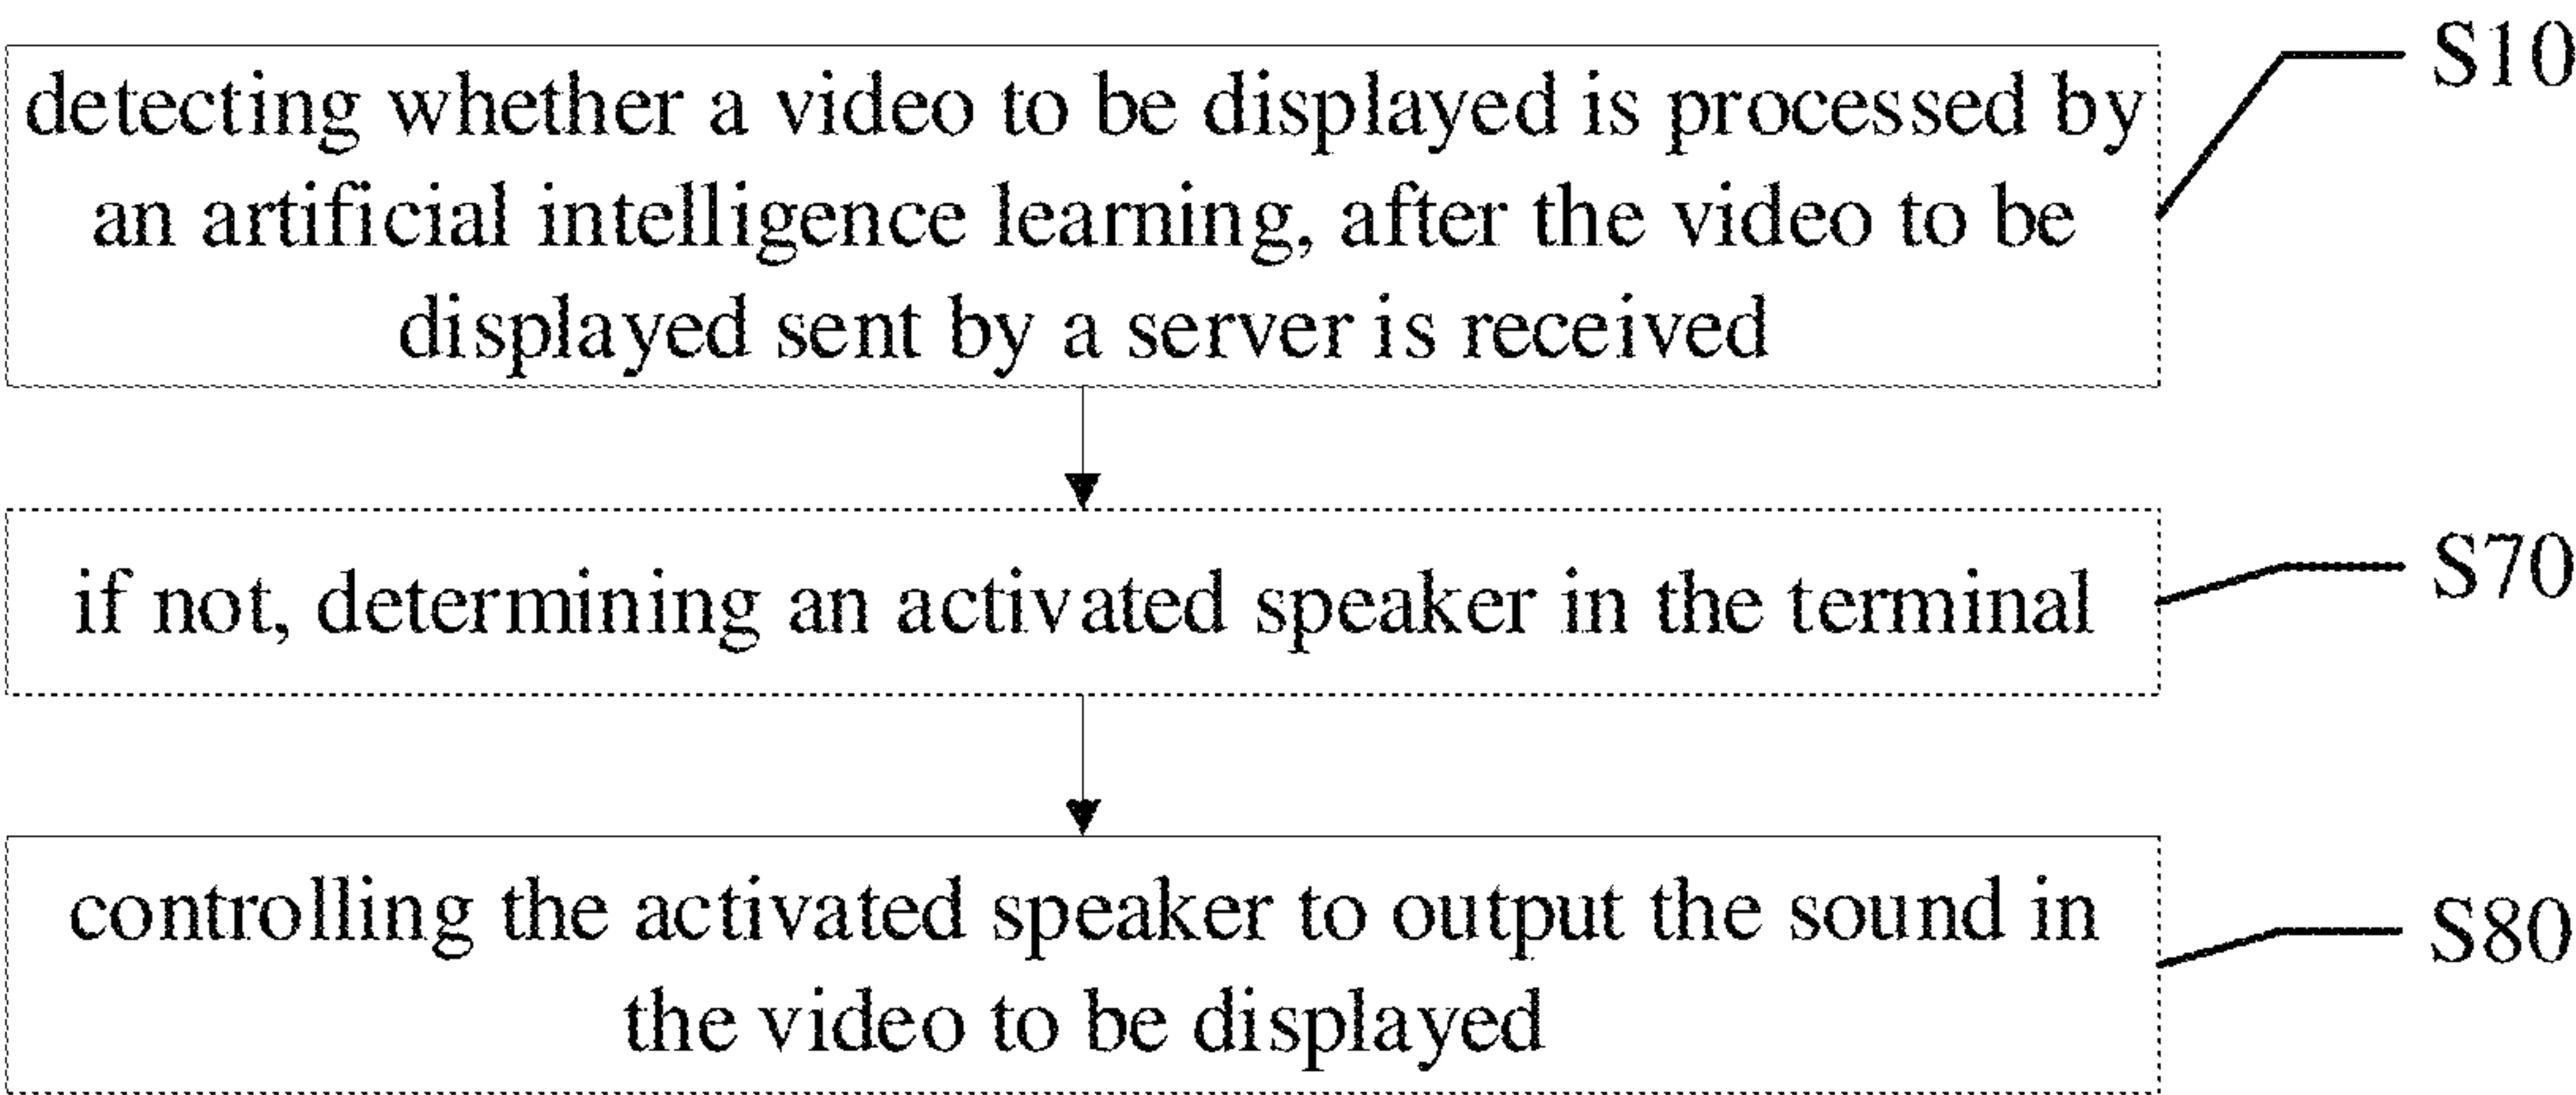 S10
detecting whether a video to be displayed is processed by
an artificial intelligence learning, after the video to be
displayed sent by a server is received
S70
if not, determining an activated speaker in the terminal
S80
controlling the activated speaker to output the sound in
the video to be displayed